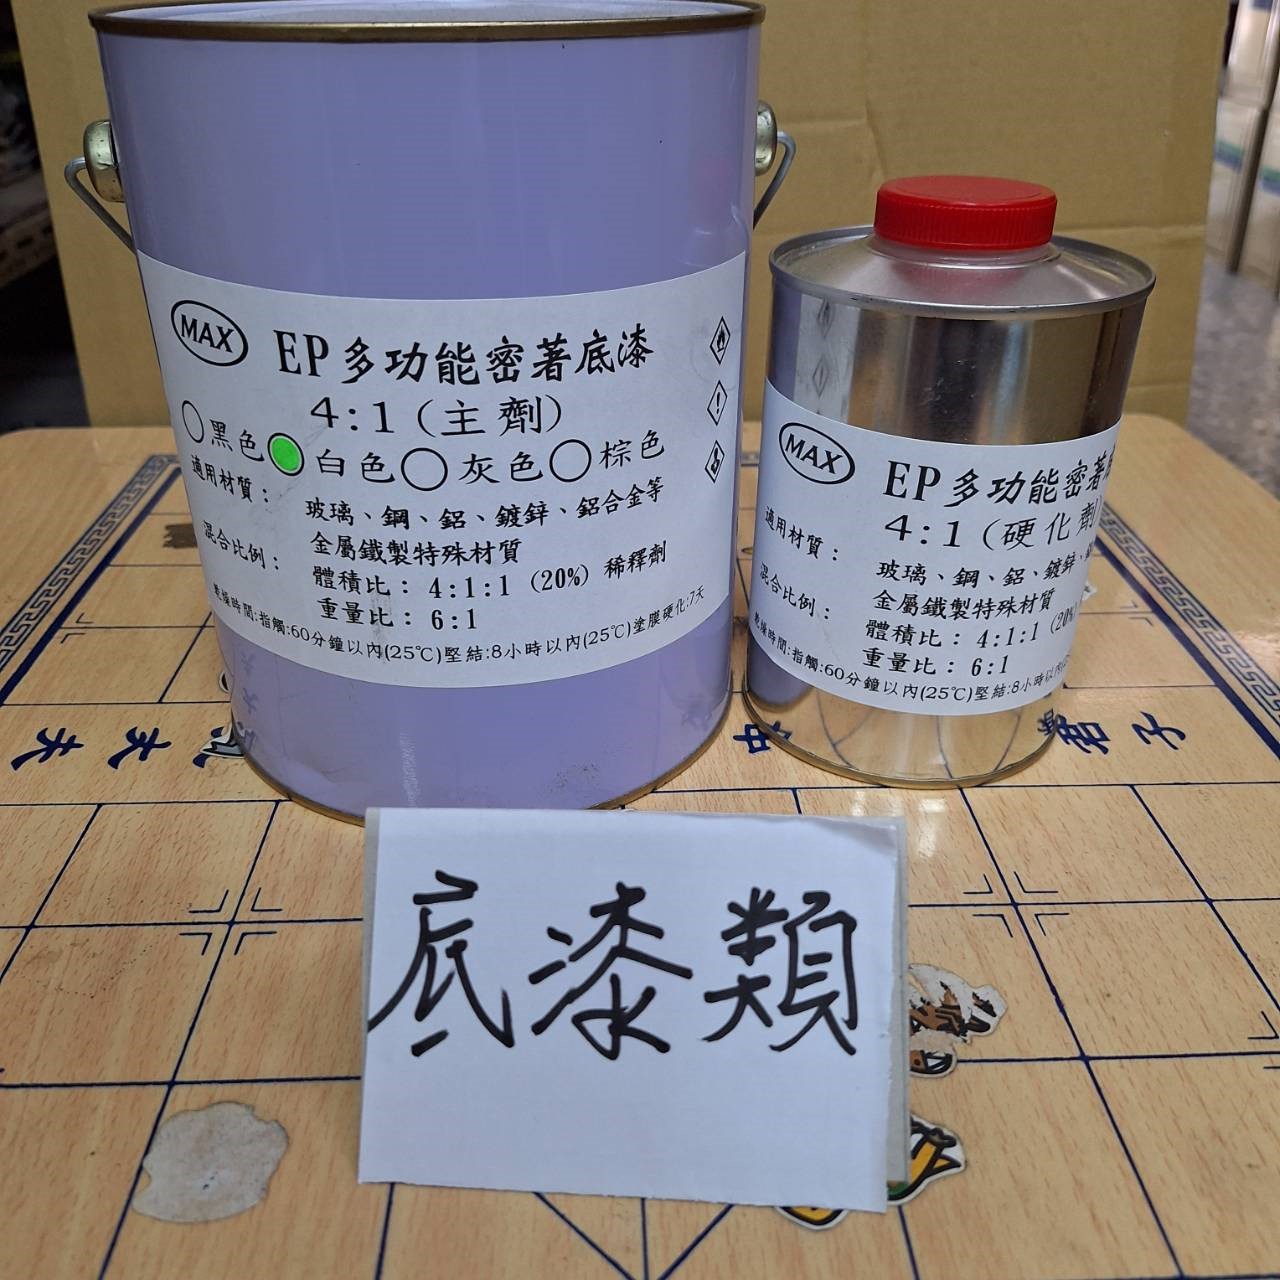 MAX
EP多功能密著底漆
4:1(主劑)
黑色 白色 灰色 棕色
適用材質: 玻璃、鋼、鋁、鍍鋅、鋁合金等
金屬鐵製特殊材質
混合比例: 體積比: 4:1:1 (20%) 稀釋劑
重量比: 6:1
乾燥時間:指觸:60分鐘以內(25℃)堅結:8小時以內(25℃)塗膜硬化:7天
MAX
EP多功能密著
4:1(硬化劑)
適用材質: 玻璃、鋼、鋁、鍍鋅、
金屬鐵製特殊材質
混合比例: 體積比: 4:1:1 (20%)
重量比: 6:1
乾燥時間:指觸:60分鐘以內(25℃)堅結:8小時以內
底漆類
君子